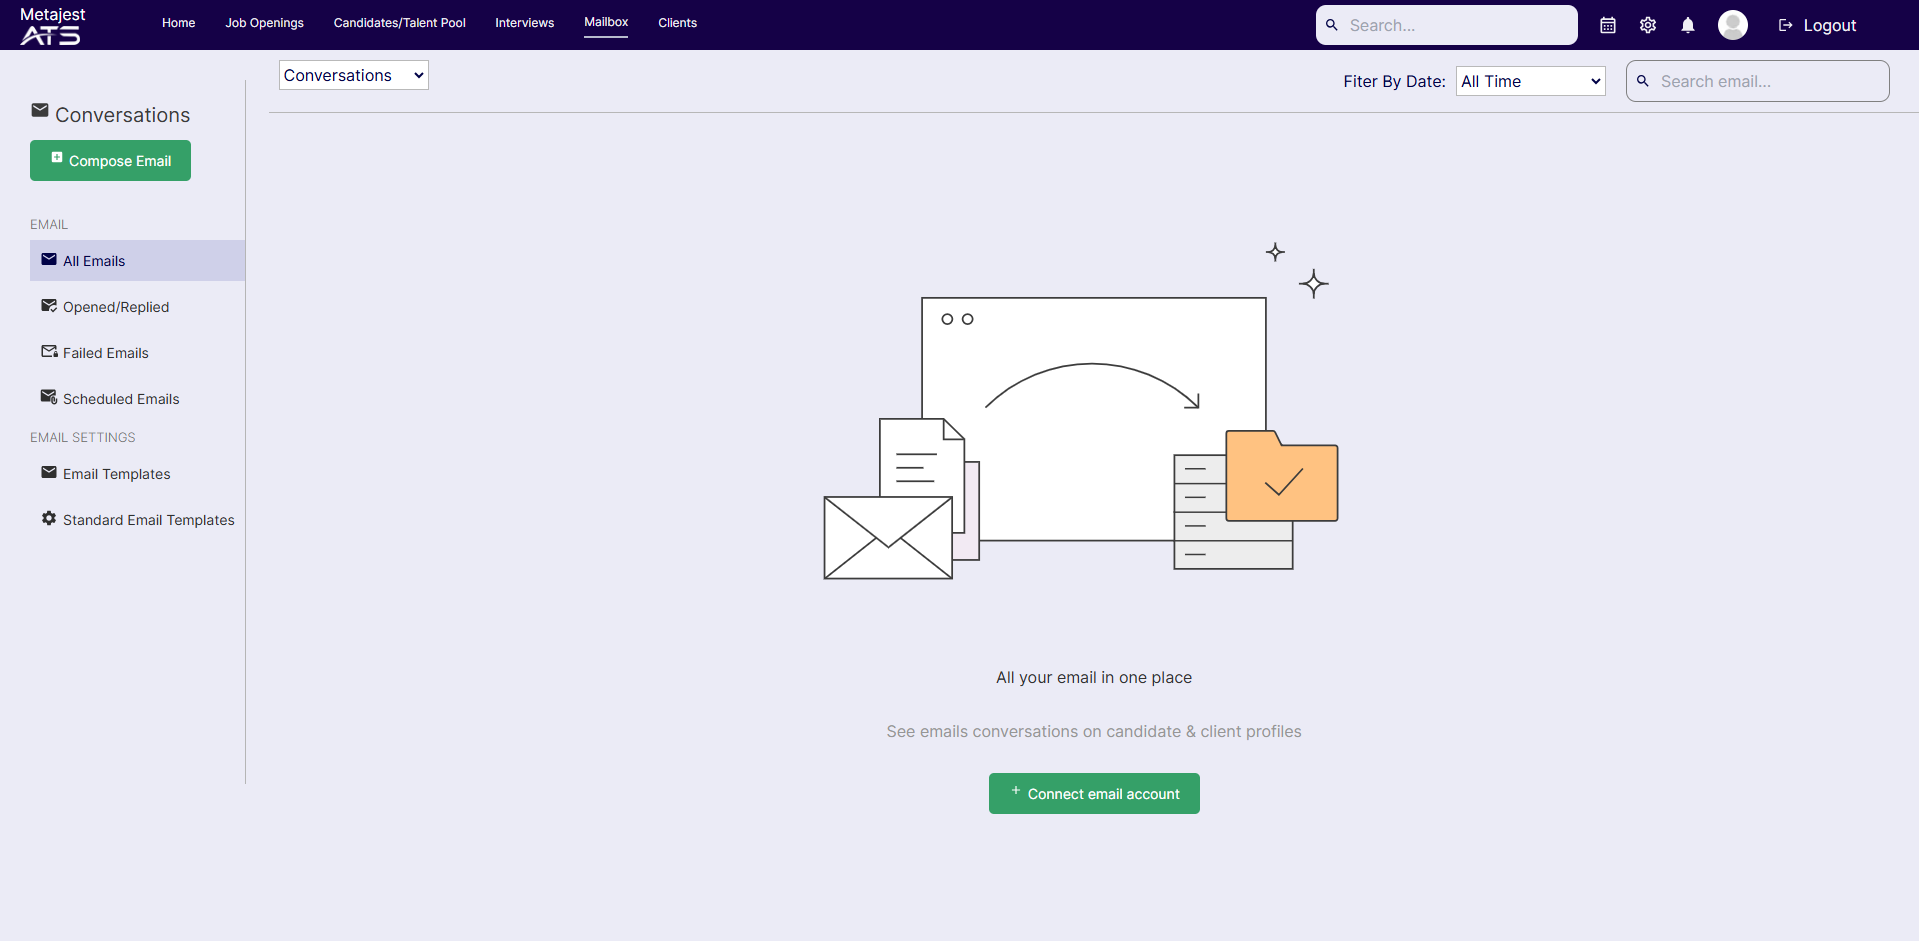 Metajest
ATS
Home
Job Openings
Candidates/Talent Pool
Interviews
Mailbox
Clients
Search...
Logout
Conversations
Fiter By Date:
All Time
Search email...
Conversations
Compose Email
EMAIL
All Emails
Opened/Replied
Failed Emails
Scheduled Emails
EMAIL SETTINGS
Email Templates
Standard Email Templates
All your email in one place
See emails conversations on candidate & client profiles
+ Connect email account